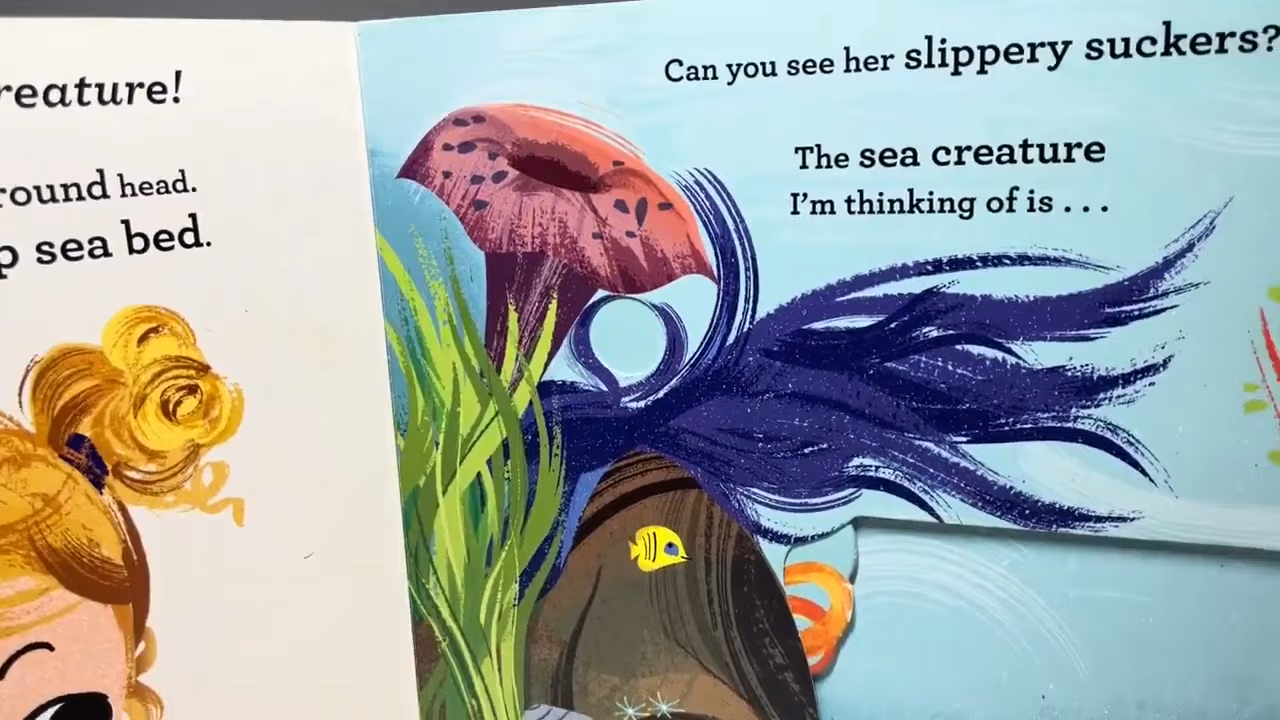 reature!
round head.
p sea bed.
Can you see her slippery suckers?
The sea creature
I'm thinking of is . . .